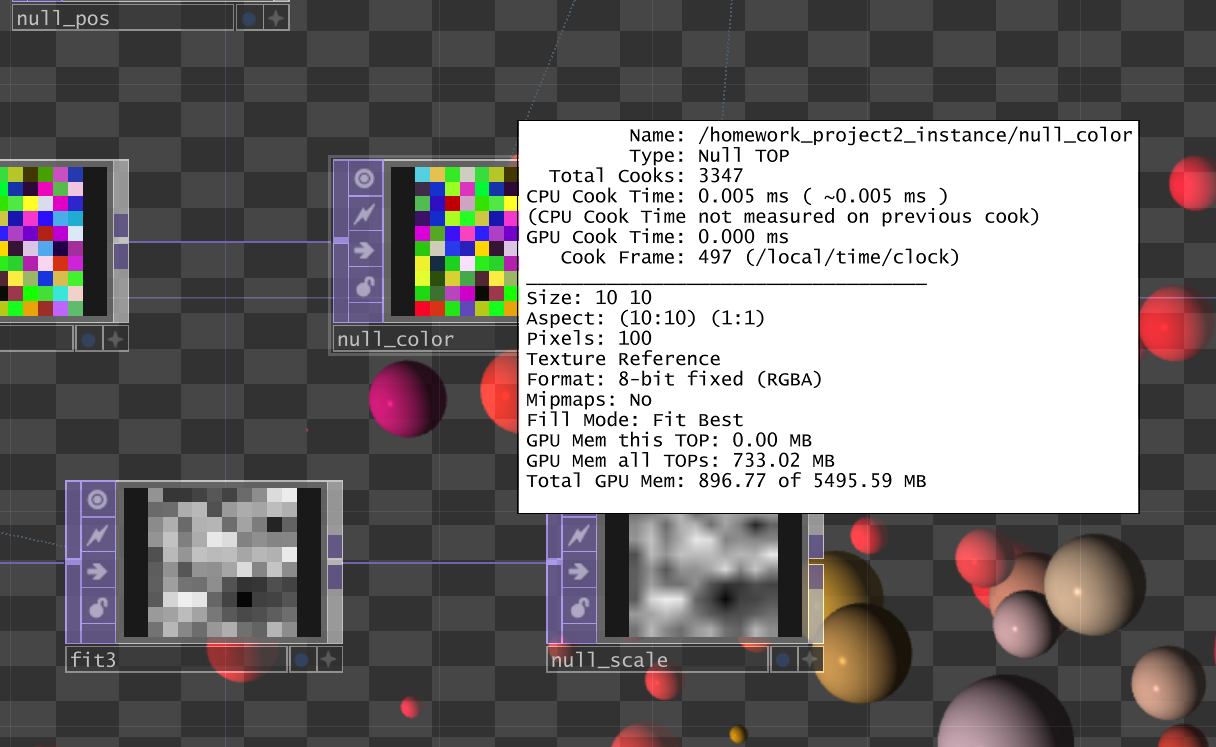 null_pos
Name: /homework_project2_instance/null_color
Type: Null TOP
Total Cooks: 3347
CPU Cook Time: 0.005 ms ( ~0.005 ms )
(CPU Cook Time not measured on previous cook)
GPU Cook Time: 0.000 ms
Cook Frame: 497 (/local/time/clock)
Size: 10 10
Aspect: (10:10) (1:1)
Pixels: 100
Texture Reference
Format: 8-bit fixed (RGBA)
Mipmaps: No
Fill Mode: Fit Best
GPU Mem this TOP: 0.00 MB
GPU Mem all TOPs: 733.02 MB
Total GPU Mem: 896.77 of 5495.59 MB
null_color
fit3
null_scale